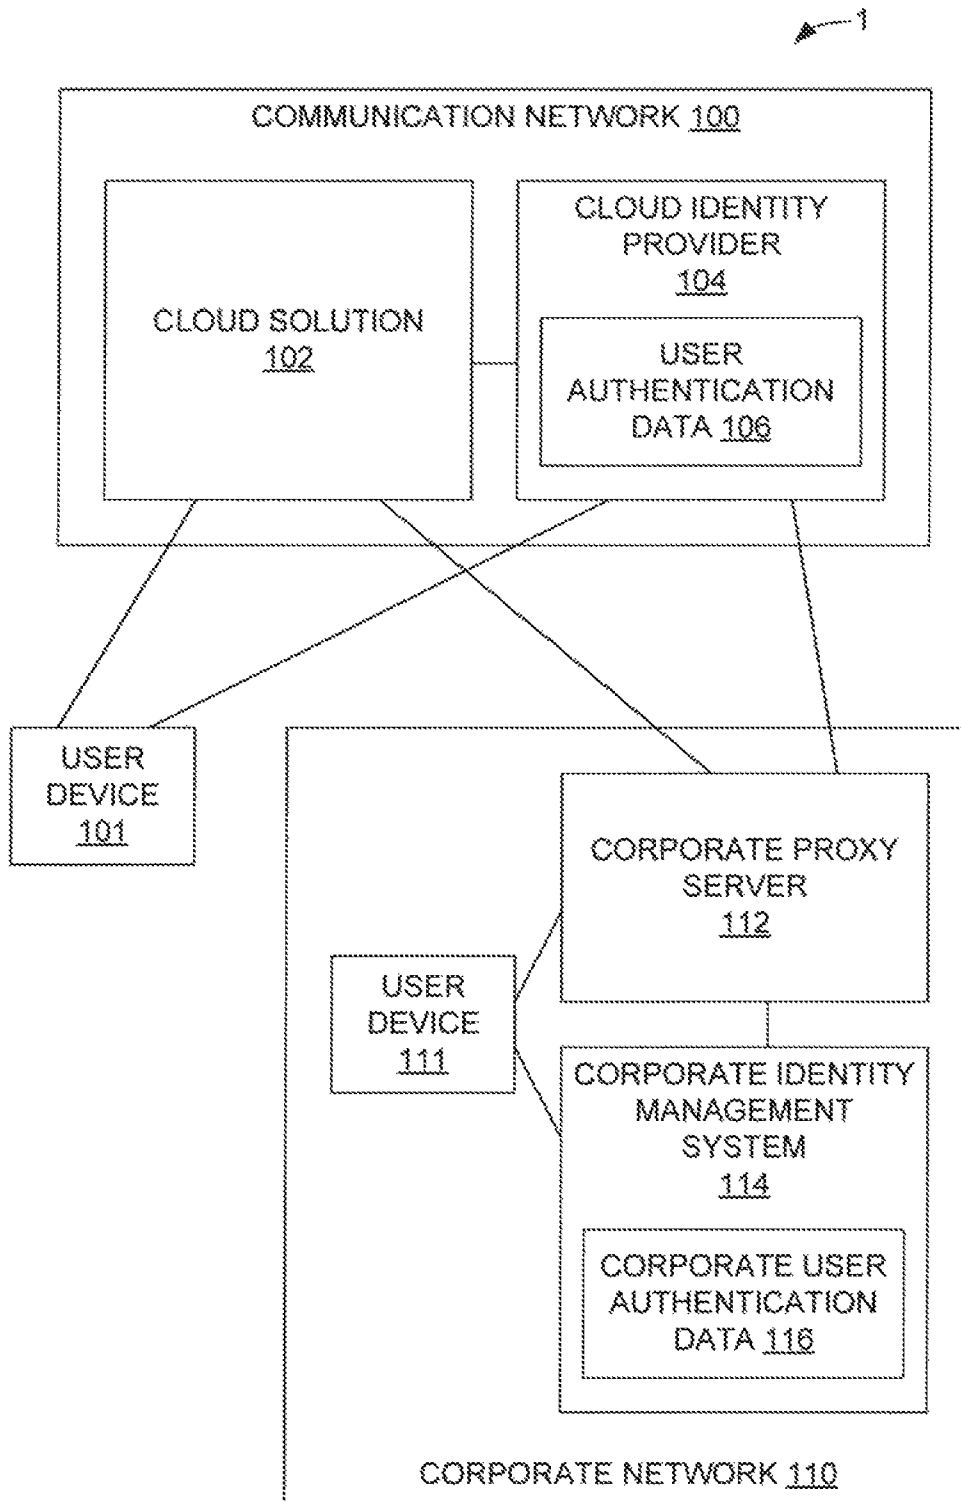 1
COMMUNICATION NETWORK 100
CLOUD SOLUTION
102
CLOUD IDENTITY
PROVIDER
104
USER
AUTHENTICATION
DATA 106
USER
DEVICE
101
CORPORATE PROXY
SERVER
112
USER
DEVICE
111
CORPORATE IDENTITY
MANAGEMENT
SYSTEM
114
CORPORATE USER
AUTHENTICATION
DATA 116
CORPORATE NETWORK 110